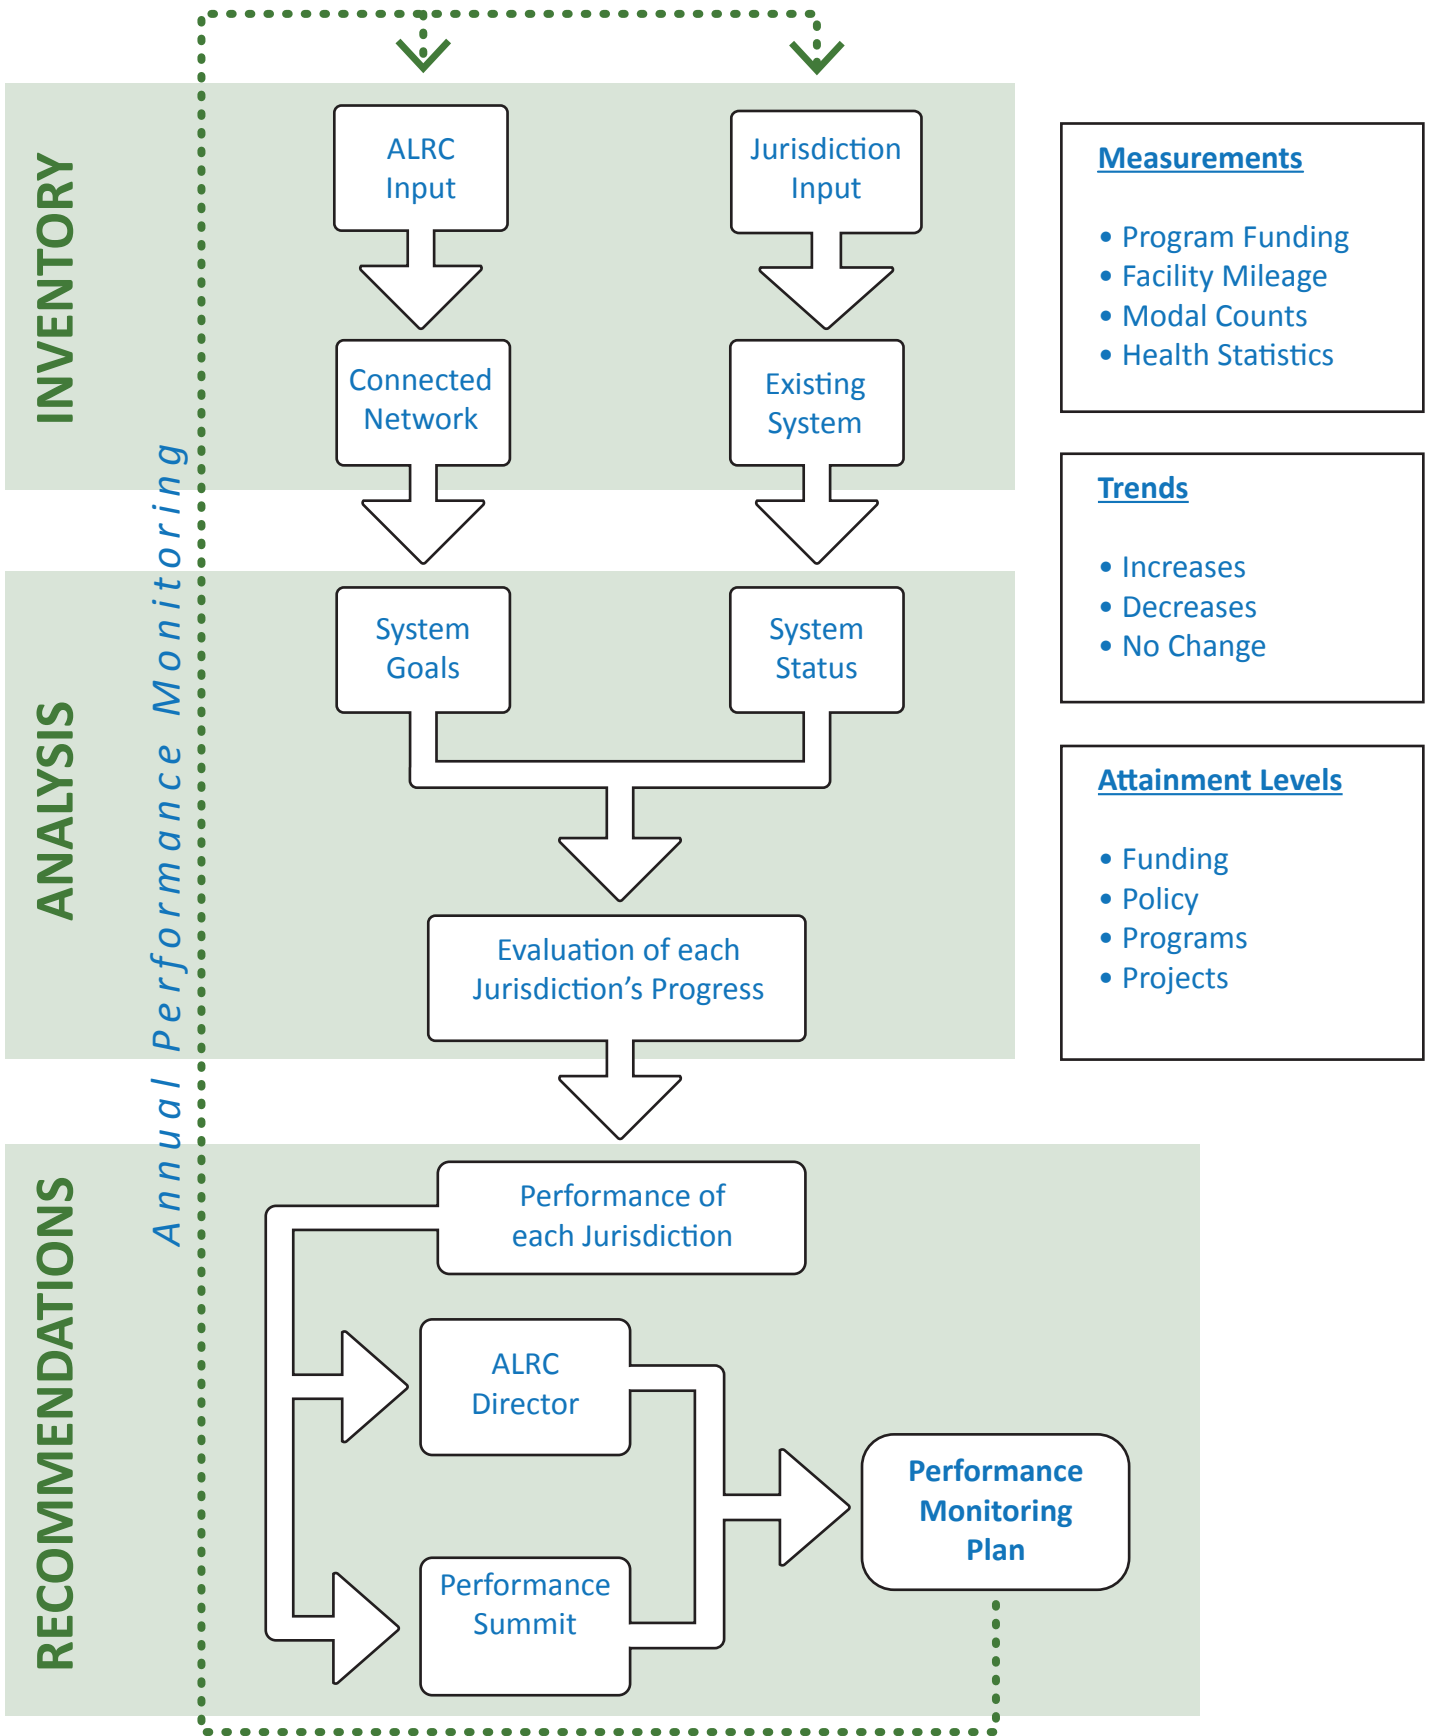 INVENTORY
ALRC
Input
Jurisdiction
Input
Connected
Network
Existing
System
Measurements
• Program Funding
• Facility Mileage
• Modal Counts
• Health Statistics
Annual Performance Monitoring
ANALYSIS
System
Goals
System
Status
Evaluation of each
Jurisdiction’s Progress
Trends
• Increases
• Decreases
• No Change
Attainment Levels
• Funding
• Policy
• Programs
• Projects
RECOMMENDATIONS
Performance of
each Jurisdiction
ALRC
Director
Performance
Summit
Performance
Monitoring
Plan